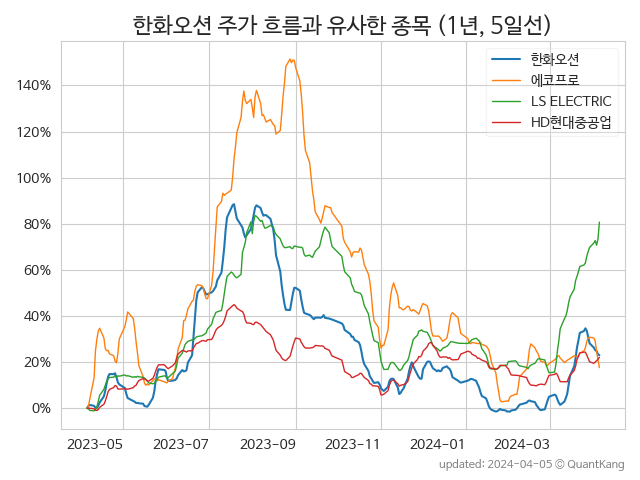 한화오션 주가 흐름과 유사한 종목 (1년, 5일선)
한화오션
에코프로
LS ELECTRIC
HD현대중공업
140%
120%
100%
80%
60%
40%
20%
0%
2023-05 2023-07 2023-09 2023-11 2024-01 2024-03
updated: 2024-04-05 © QuantKang